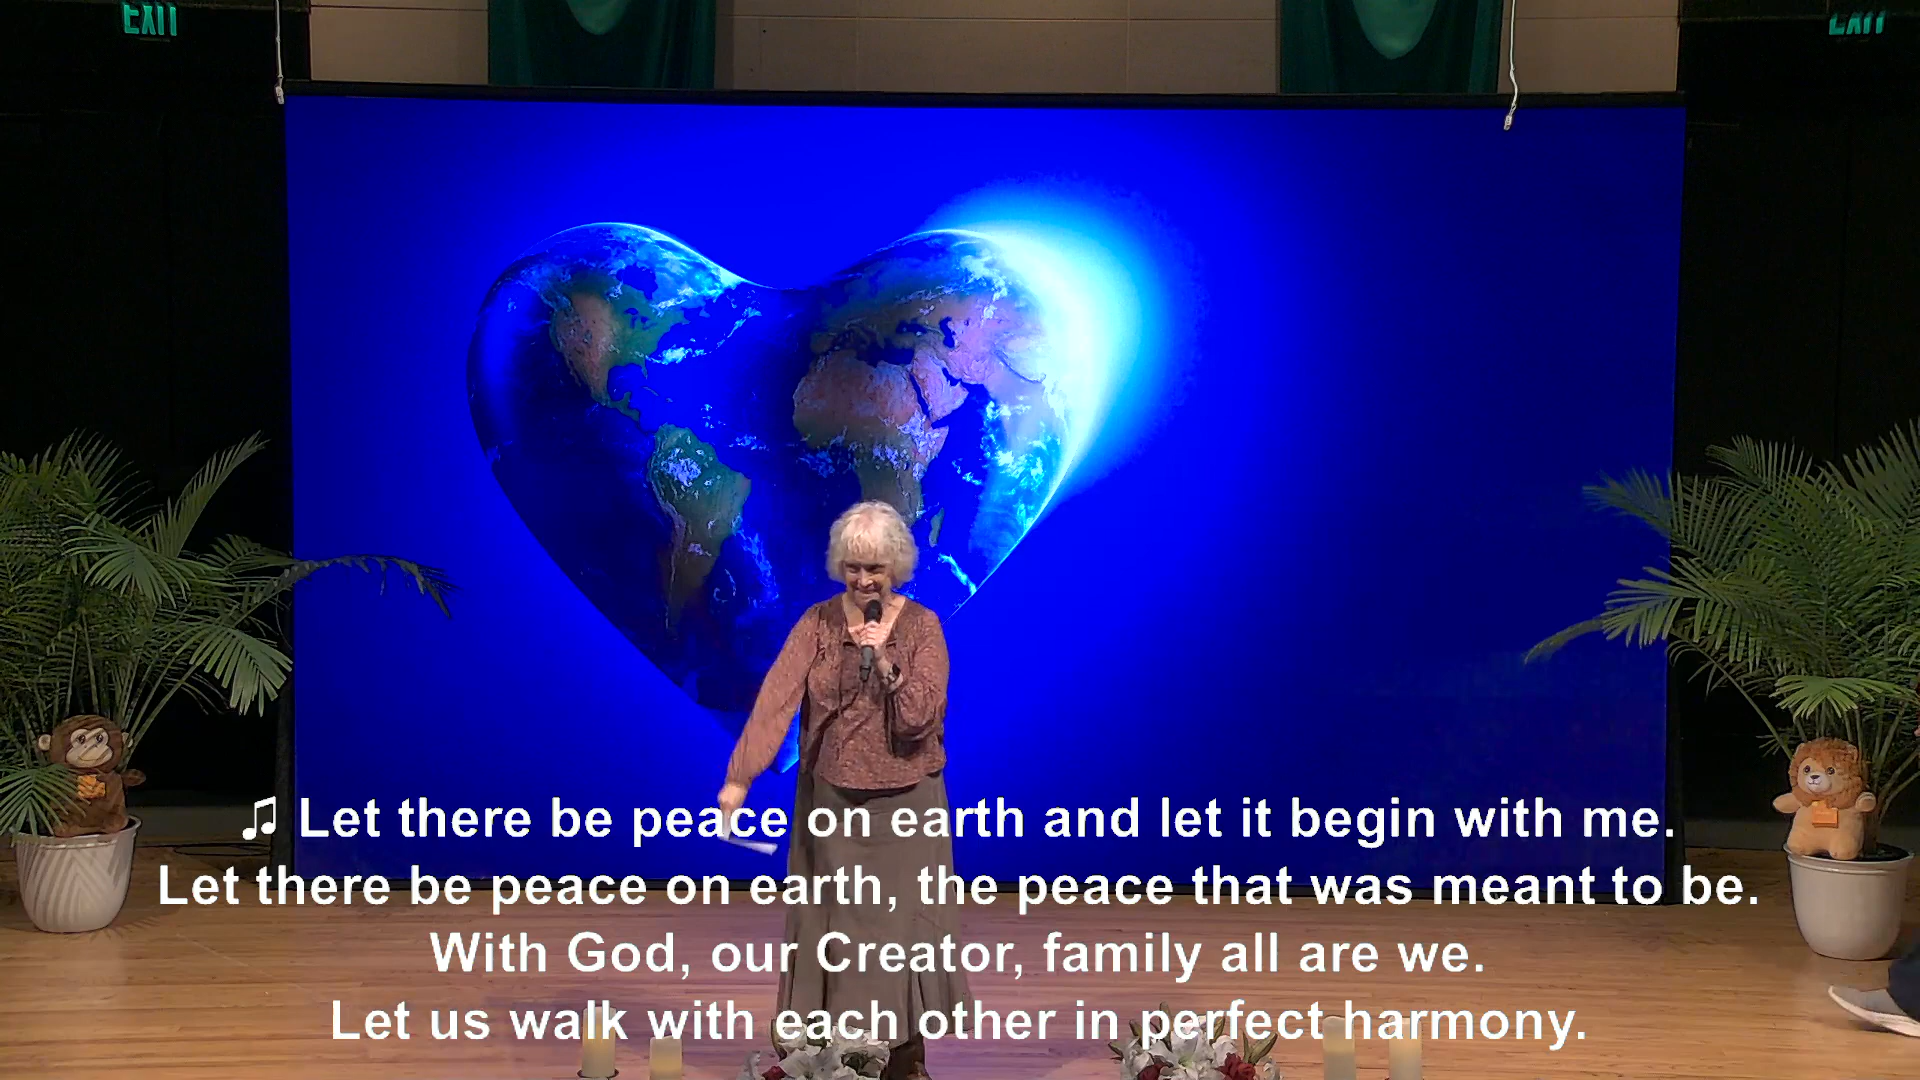 EXIT
EXIT
♫ Let there be peace on earth and let it begin with me.
Let there be peace on earth, the peace that was meant to be.
With God, our Creator, family all are we.
Let us walk with each other in perfect harmony.